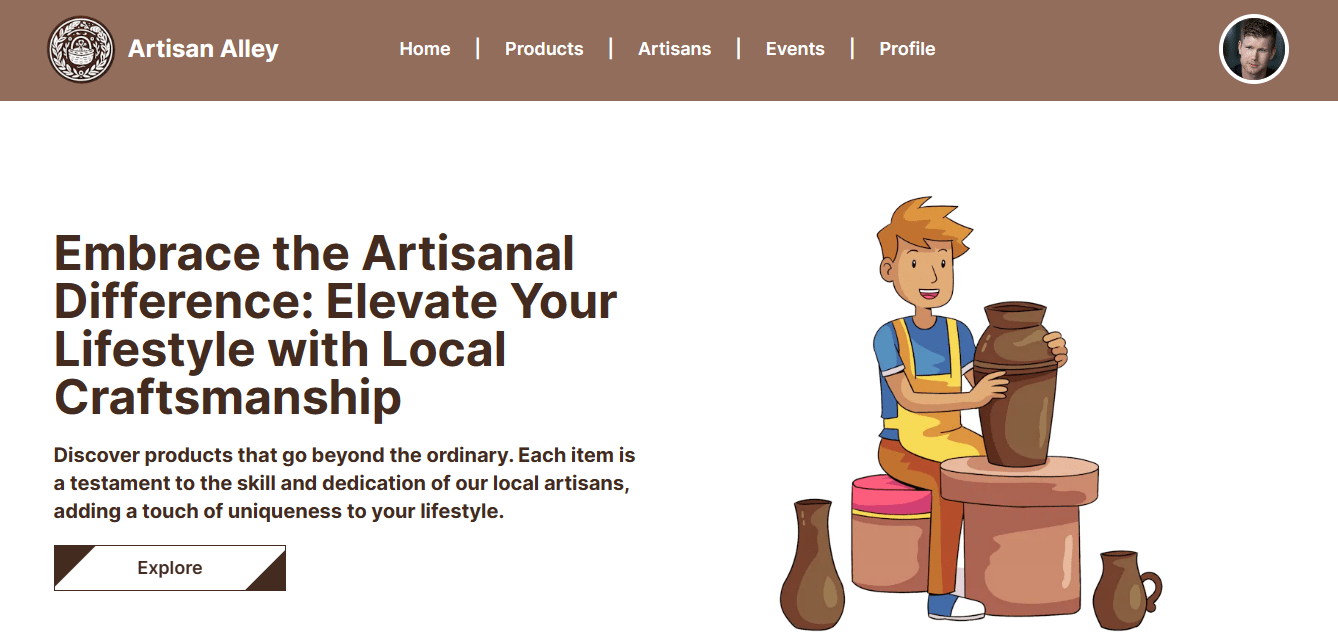 Artisan Alley
Home | Products | Artisans | Events | Profile
Embrace the Artisanal
Difference: Elevate Your
Lifestyle with Local
Craftsmanship
Discover products that go beyond the ordinary. Each item is
a testament to the skill and dedication of our local artisans,
adding a touch of uniqueness to your lifestyle.
Explore